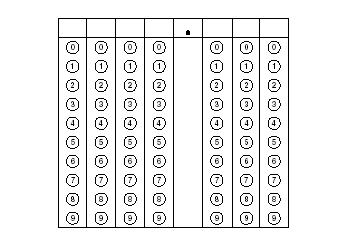 0 0 0 0 0 0 0
1 1 1 1 1 1 1
2 2 2 2 2 2 2
3 3 3 3 3 3 3
4 4 4 4 4 4 4
5 5 5 5 5 5 5
6 6 6 6 6 6 6
7 7 7 7 7 7 7
8 8 8 8 8 8 8
9 9 9 9 9 9 9